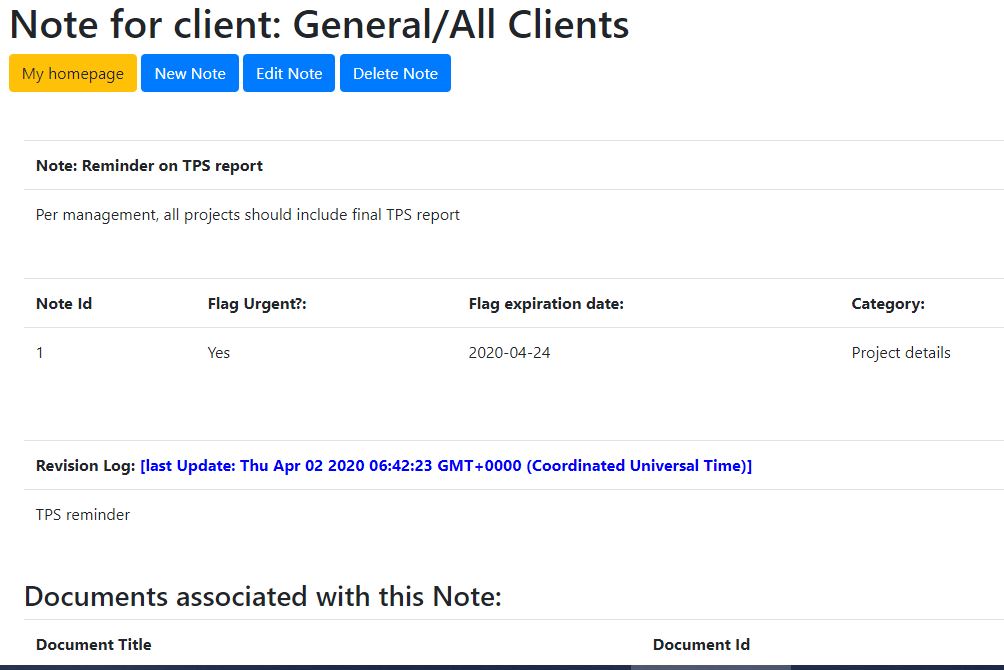 Note for client: General/All Clients
My homepage New Note Edit Note Delete Note
Note: Reminder on TPS report
Per management, all projects should include final TPS report
Note Id Flag Urgent?: Flag expiration date: Category:
1 Yes 2020-04-24 Project details
Revision Log: [last Update: Thu Apr 02 2020 06:42:23 GMT+0000 (Coordinated Universal Time)]
TPS reminder
Documents associated with this Note:
Document Title Document Id